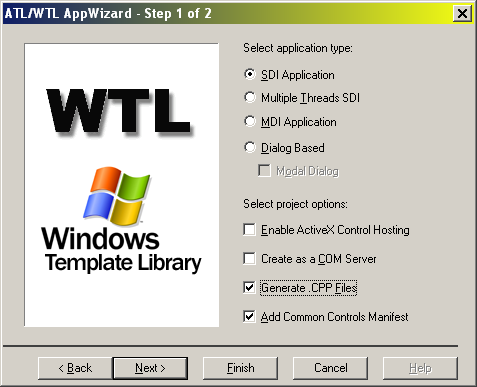 ATL/WTL AppWizard - Step 1 of 2
WTL
Windows
Template Library
Select application type:
SDI Application
Multiple Threads SDI
MDI Application
Dialog Based
Modal Dialog
Select project options:
Enable ActiveX Control Hosting
Create as a COM Server
Generate .CPP Files
Add Common Controls Manifest
< Back
Next >
Finish
Cancel
Help